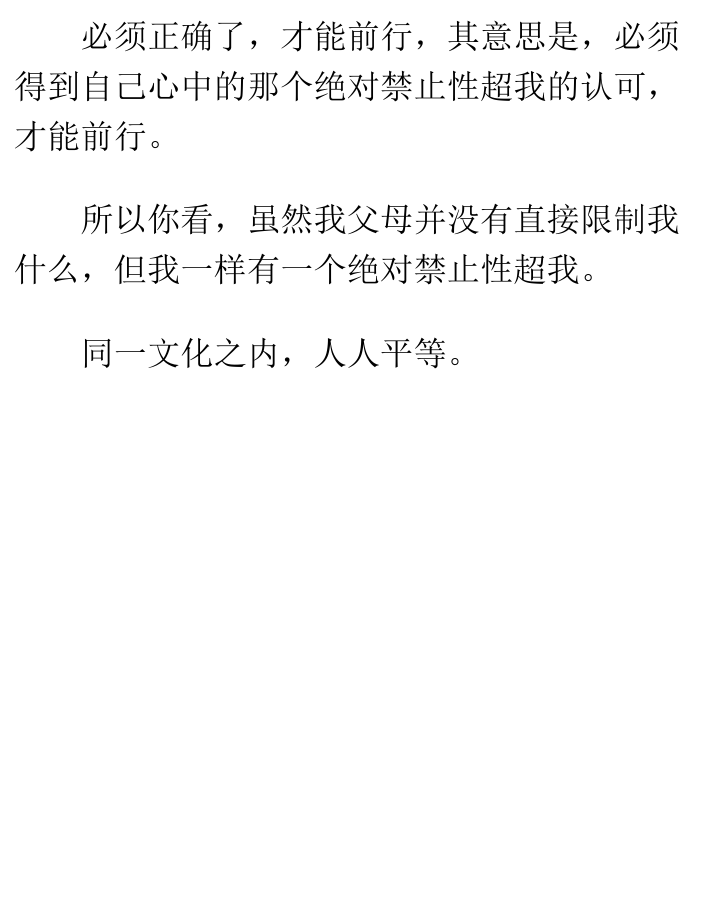 必须正确了，才能前行，其意思是，必须
得到自己心中的那个绝对禁止性超我的认可，
才能前行。
所以你看，虽然我父母并没有直接限制我
什么，但我一样有一个绝对禁止性超我。
同一文化之内，人人平等。